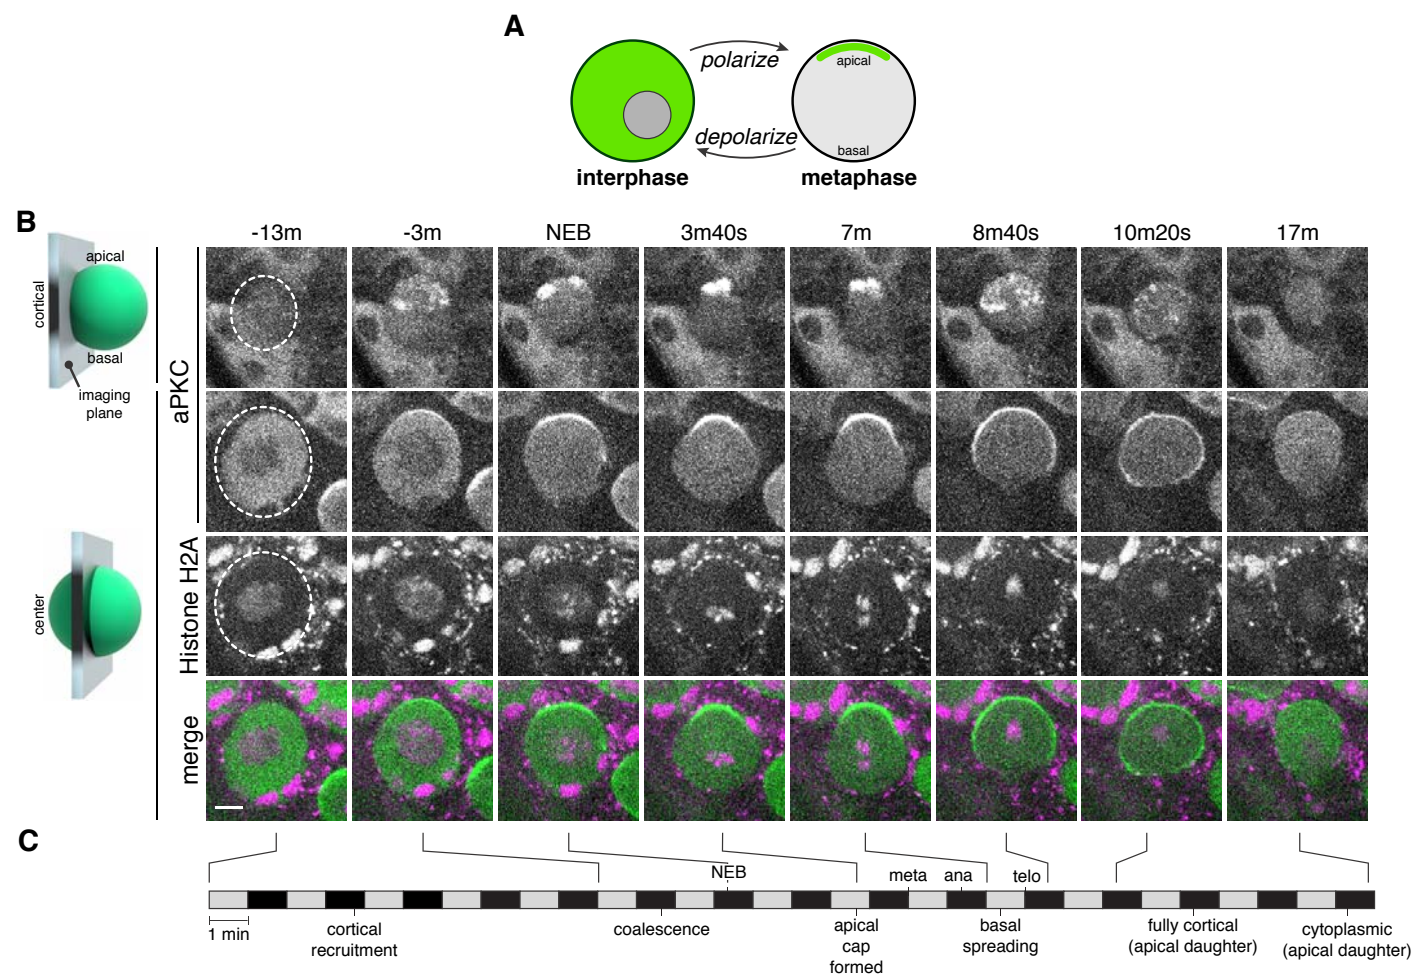 A
polarize
apical
depolarize
basal
interphase
metaphase
B
-13m
-3m
NEB
3m40s
7m
8m40s
10m20s
17m
apical
cortical
basal
imaging
plane
aPKC
center
Histone H2A
merge
C
NEB
meta
ana
telo
1 min
cortical
recruitment
coalescence
apical
cap
formed
basal
spreading
fully cortical
(apical daughter)
cytoplasmic
(apical daughter)